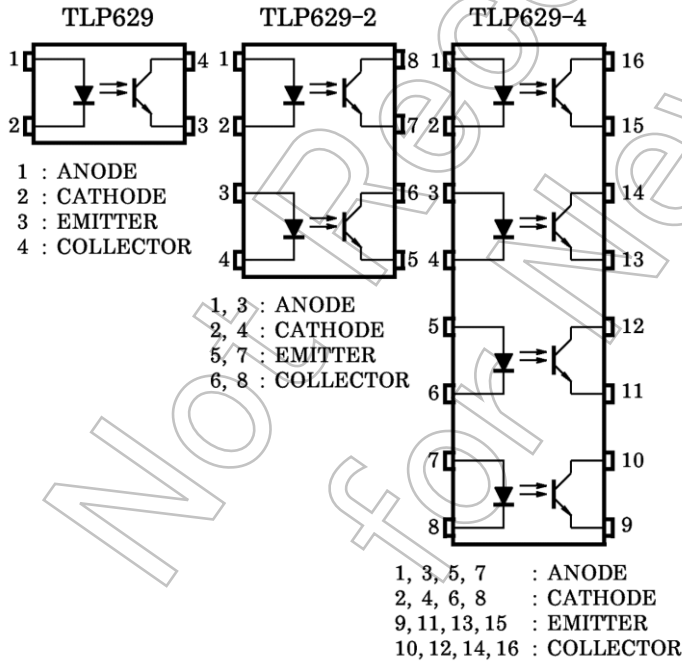 TLP629
1
4
2
3
1 : ANODE
2 : CATHODE
3 : EMITTER
4 : COLLECTOR
TLP629-2
1
8
2
7
3
6
4
5
1, 3 : ANODE
2, 4 : CATHODE
5, 7 : EMITTER
6, 8 : COLLECTOR
TLP629-4
1
16
2
15
3
14
4
13
5
12
6
11
7
10
8
9
1, 3, 5, 7 : ANODE
2, 4, 6, 8 : CATHODE
9, 11, 13, 15 : EMITTER
10, 12, 14, 16 : COLLECTOR
Not
for